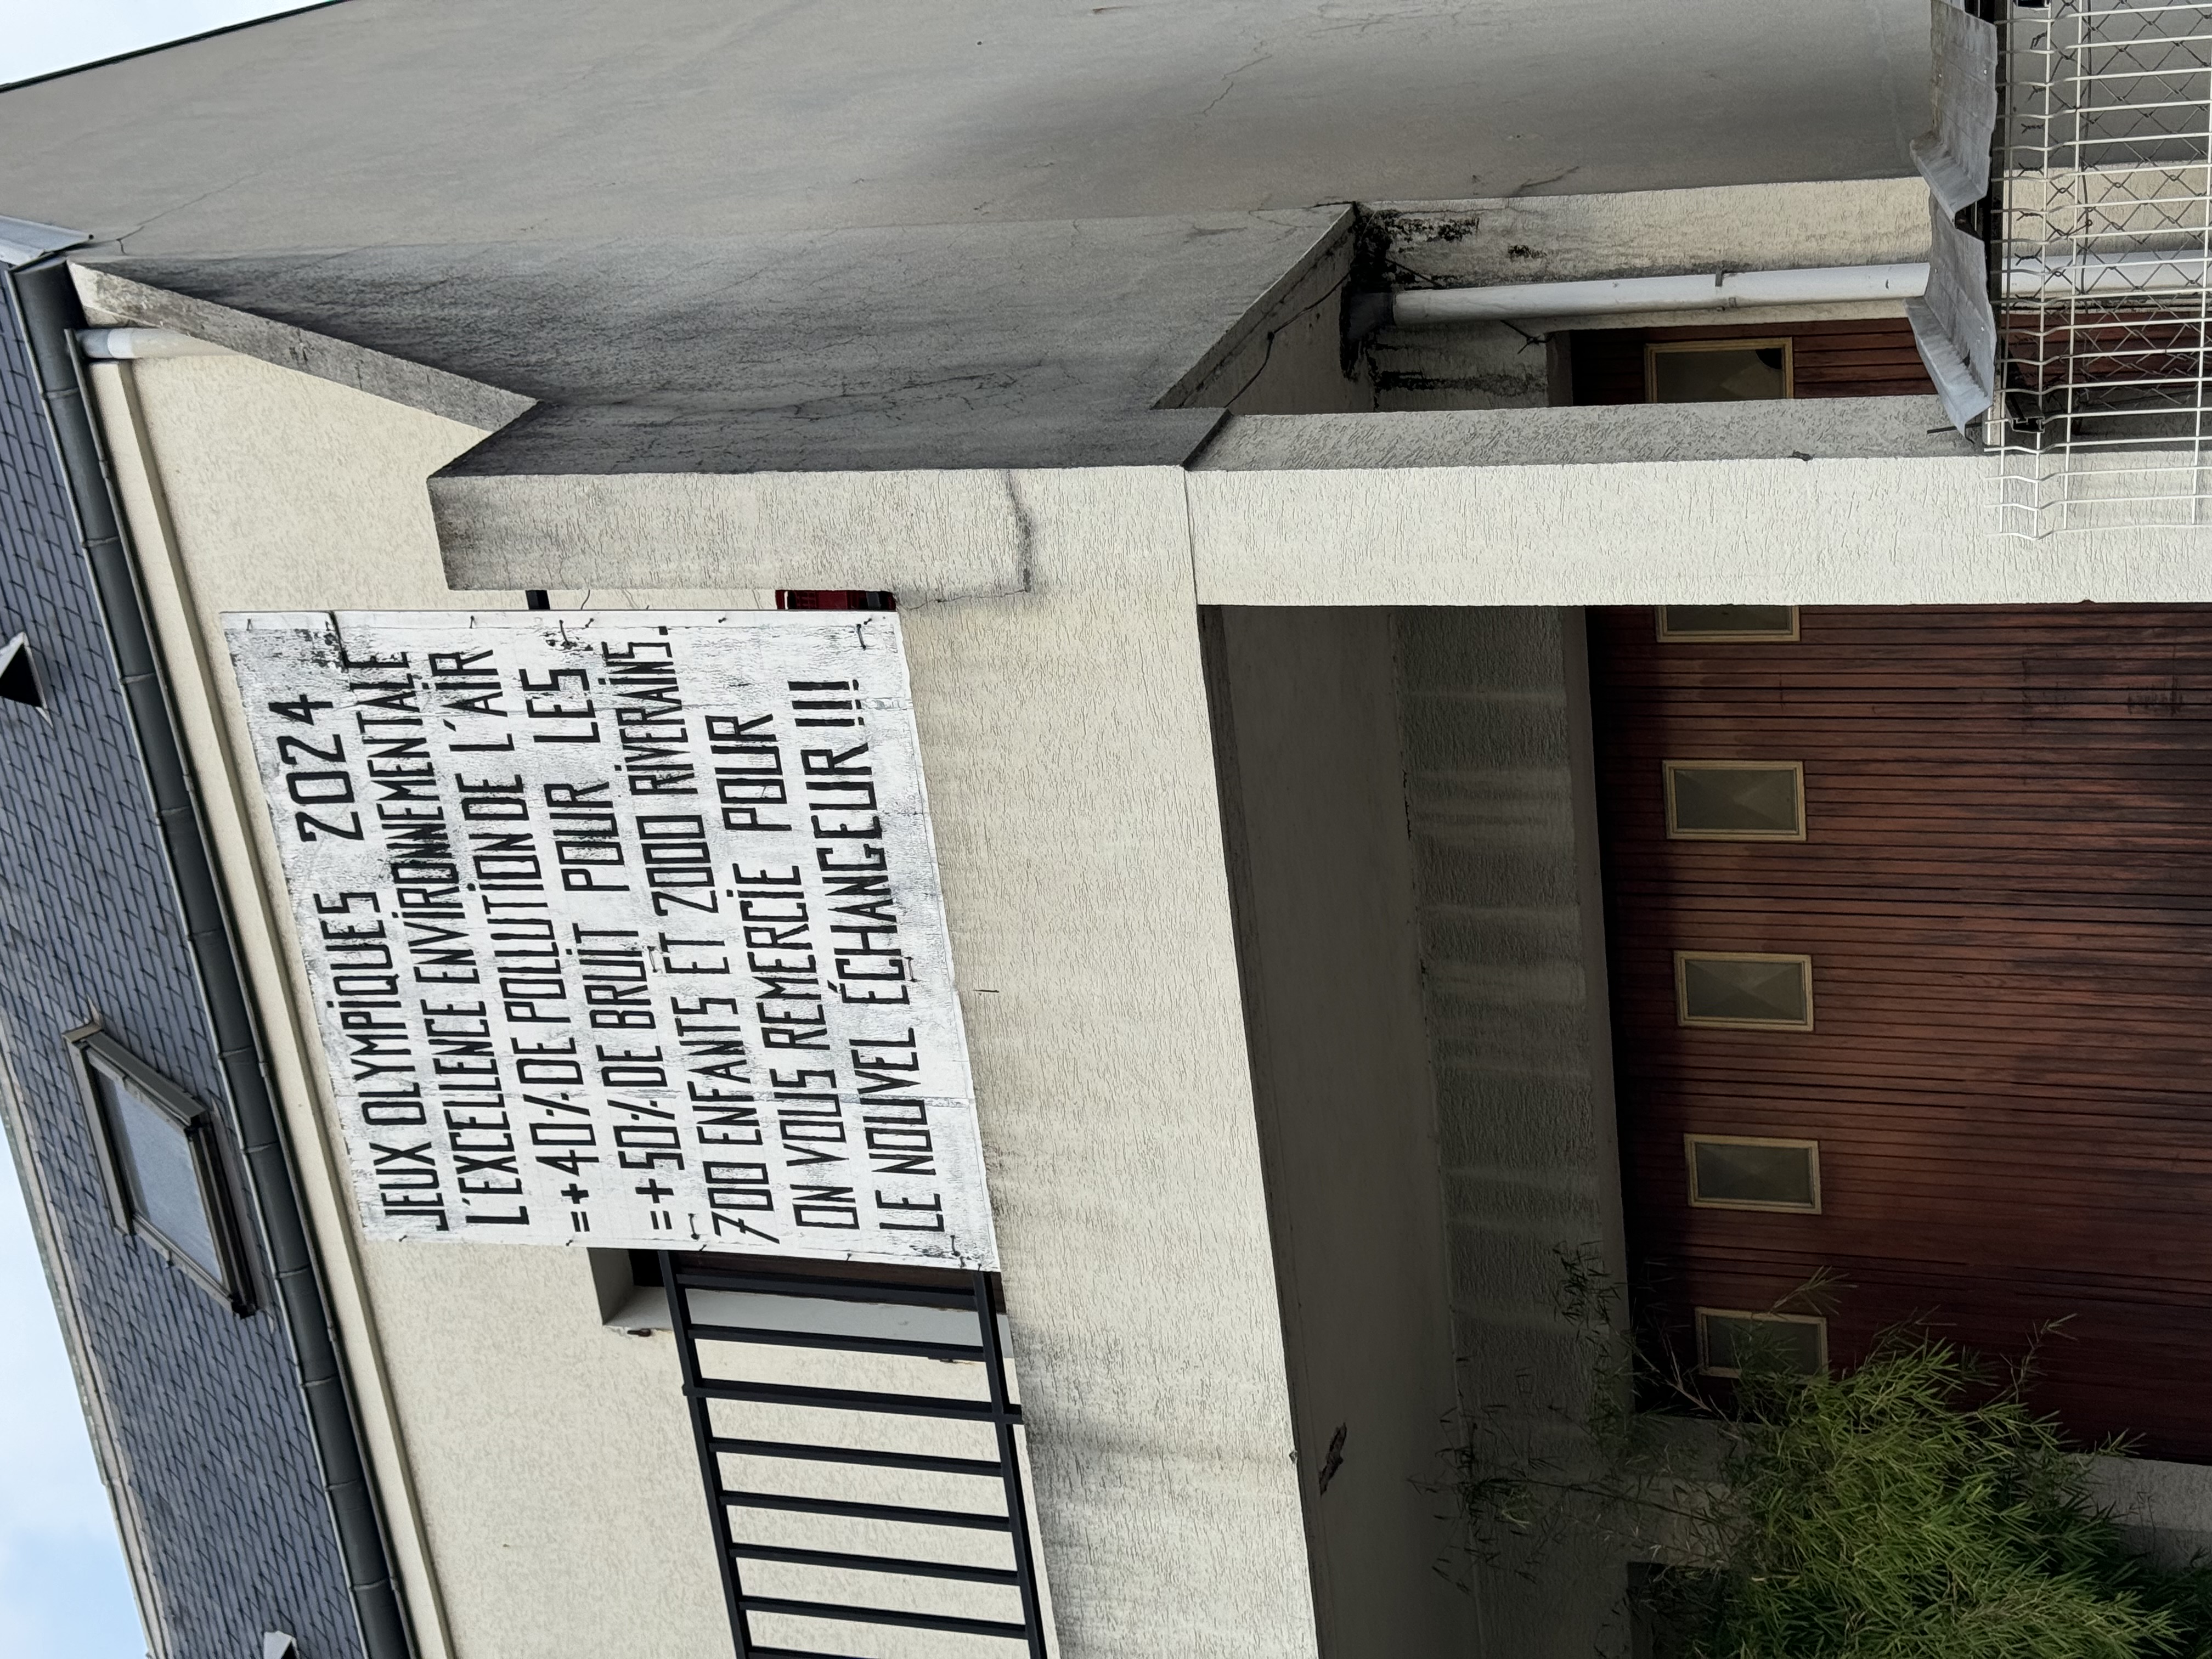 JEUX OLYMPIQUES 2024
L'EXCELLENCE ENVIRONNEMENTALE
=+40% DE POLLUTION DE L'AIR
=+50% DE BRUIT POUR LES
700 ENFANTS ET 2000 RIVERAINS.
ON VOUS REMERCIE POUR
LE NOUVEL ÉCHANGEUR !!!